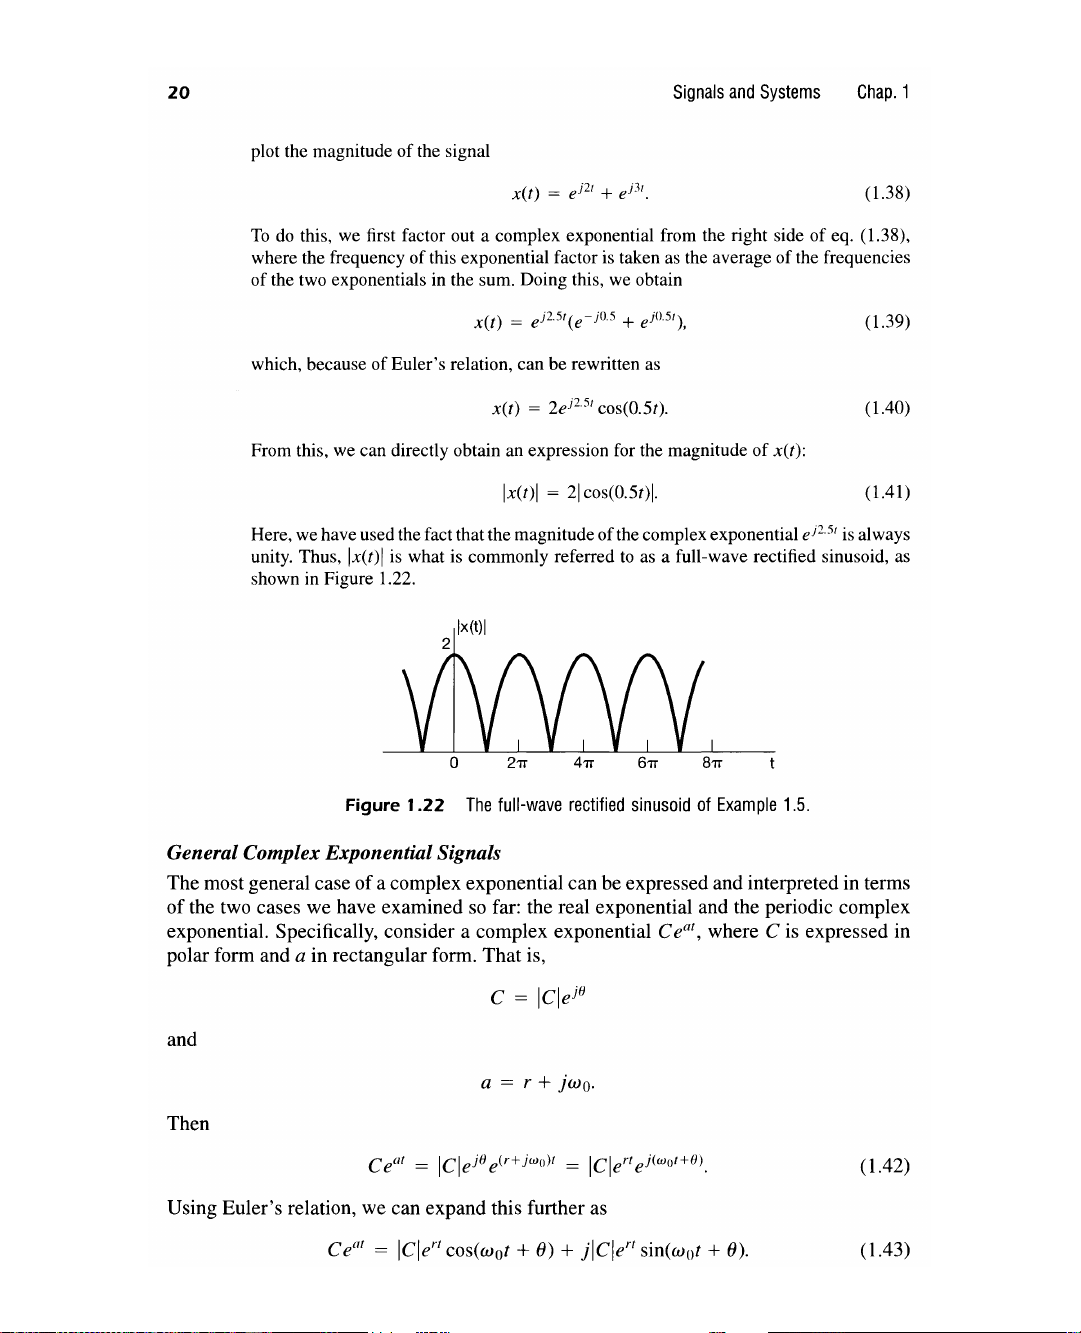 20 Signals and Systems Chap. 1
plot the magnitude of the signal
x(t) = e^{j2t} + e^{j3t}. (1.38)
To do this, we first factor out a complex exponential from the right side of eq. (1.38),
where the frequency of this exponential factor is taken as the average of the frequencies
of the two exponentials in the sum. Doing this, we obtain
x(t) = e^{j2.5t}(e^{-j0.5} + e^{j0.5t}), (1.39)
which, because of Euler's relation, can be rewritten as
x(t) = 2e^{j2.5t} cos(0.5t). (1.40)
From this, we can directly obtain an expression for the magnitude of x(t):
|x(t)| = 2|cos(0.5t)|. (1.41)
Here, we have used the fact that the magnitude of the complex exponential e^{j2.5t} is always
unity. Thus, |x(t)| is what is commonly referred to as a full-wave rectified sinusoid, as
shown in Figure 1.22.
|x(t)|
2
0 2π 4π 6π 8π t
Figure 1.22 The full-wave rectified sinusoid of Example 1.5.
General Complex Exponential Signals
The most general case of a complex exponential can be expressed and interpreted in terms
of the two cases we have examined so far: the real exponential and the periodic complex
exponential. Specifically, consider a complex exponential Ce^{at}, where C is expressed in
polar form and a in rectangular form. That is,
C = |C|e^{jθ}
and
a = r + jω₀.
Then
Ce^{at} = |C|e^{jθ}e^{(r+jω₀)t} = |C|e^{rt}e^{j(ω₀t+θ)}. (1.42)
Using Euler's relation, we can expand this further as
Ce^{at} = |C|e^{rt} cos(ω₀t + θ) + j|C|e^{rt} sin(ω₀t + θ). (1.43)